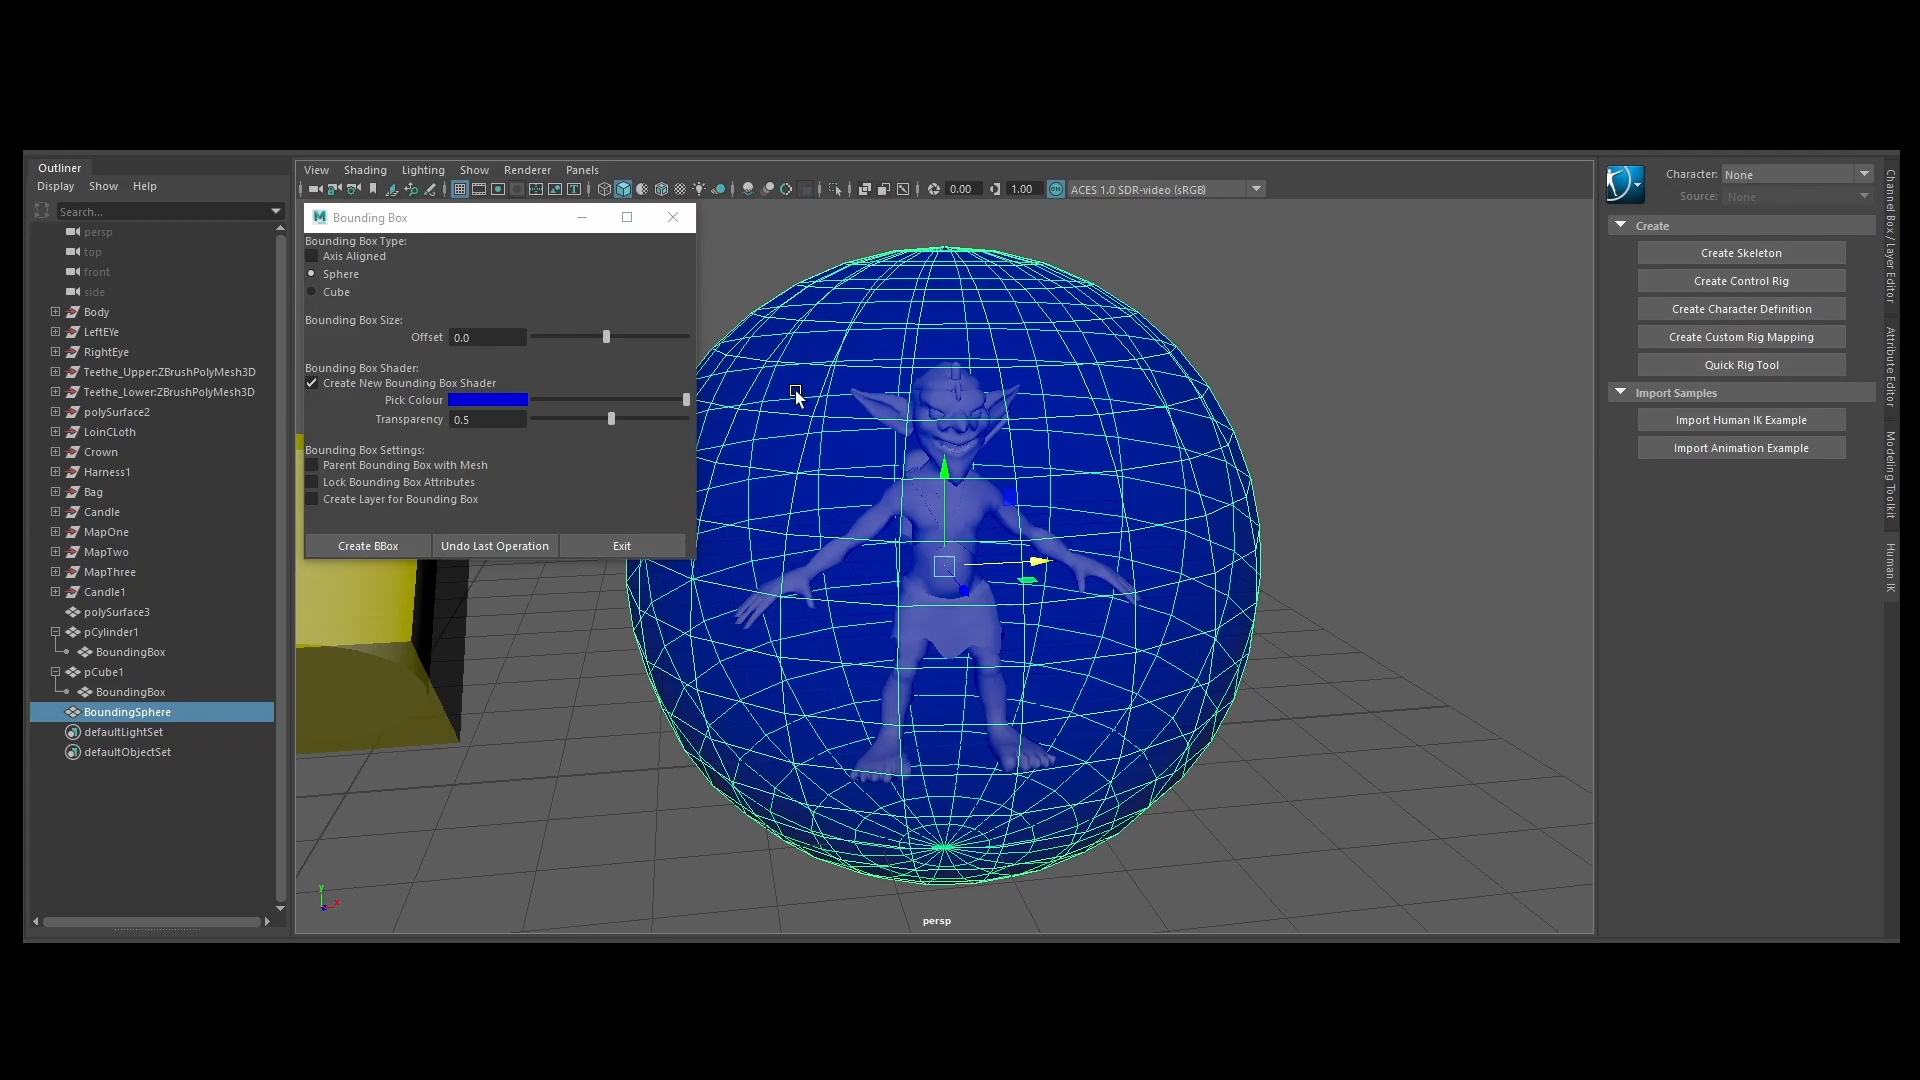 Outliner
Display Show Help
Search...
persp
top
front
side
Body
LeftEYe
RightEye
Teethe_Upper:ZBrushPolyMesh3D
Teethe_Lower:ZBrushPolyMesh3D
polySurface2
LoinCLoth
Crown
Harness1
Bag
Candle
MapOne
MapTwo
MapThree
Candle1
polySurface3
pCylinder1
BoundingBox
pCube1
BoundingBox
BoundingSphere
defaultLightSet
defaultObjectSet
View Shading Lighting Show Renderer Panels
0.00 1.00 ON ACES 1.0 SDR-video (sRGB)
M Bounding Box
Bounding Box Type:
Axis Aligned
Sphere
Cube
Bounding Box Size:
Offset 0.0
Bounding Box Shader:
Create New Bounding Box Shader
Pick Colour
Transparency 0.5
Bounding Box Settings:
Parent Bounding Box with Mesh
Lock Bounding Box Attributes
Create Layer for Bounding Box
Create BBox Undo Last Operation Exit
y
x
persp
Character: None
Source: None
Create
Create Skeleton
Create Control Rig
Create Character Definition
Create Custom Rig Mapping
Quick Rig Tool
Import Samples
Import Human IK Example
Import Animation Example
Channel Box / Layer Editor
Attribute Editor
Modeling Toolkit
Human IK